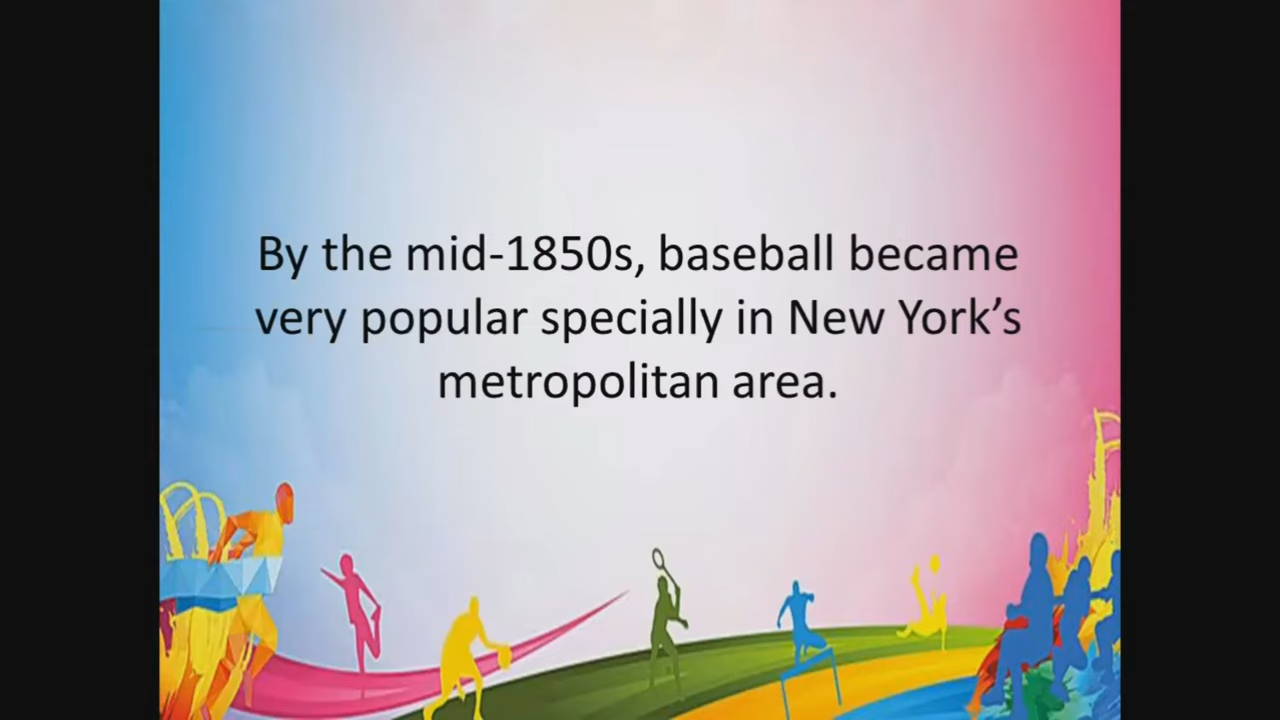 By the mid-1850s, baseball became
very popular specially in New York’s
metropolitan area.